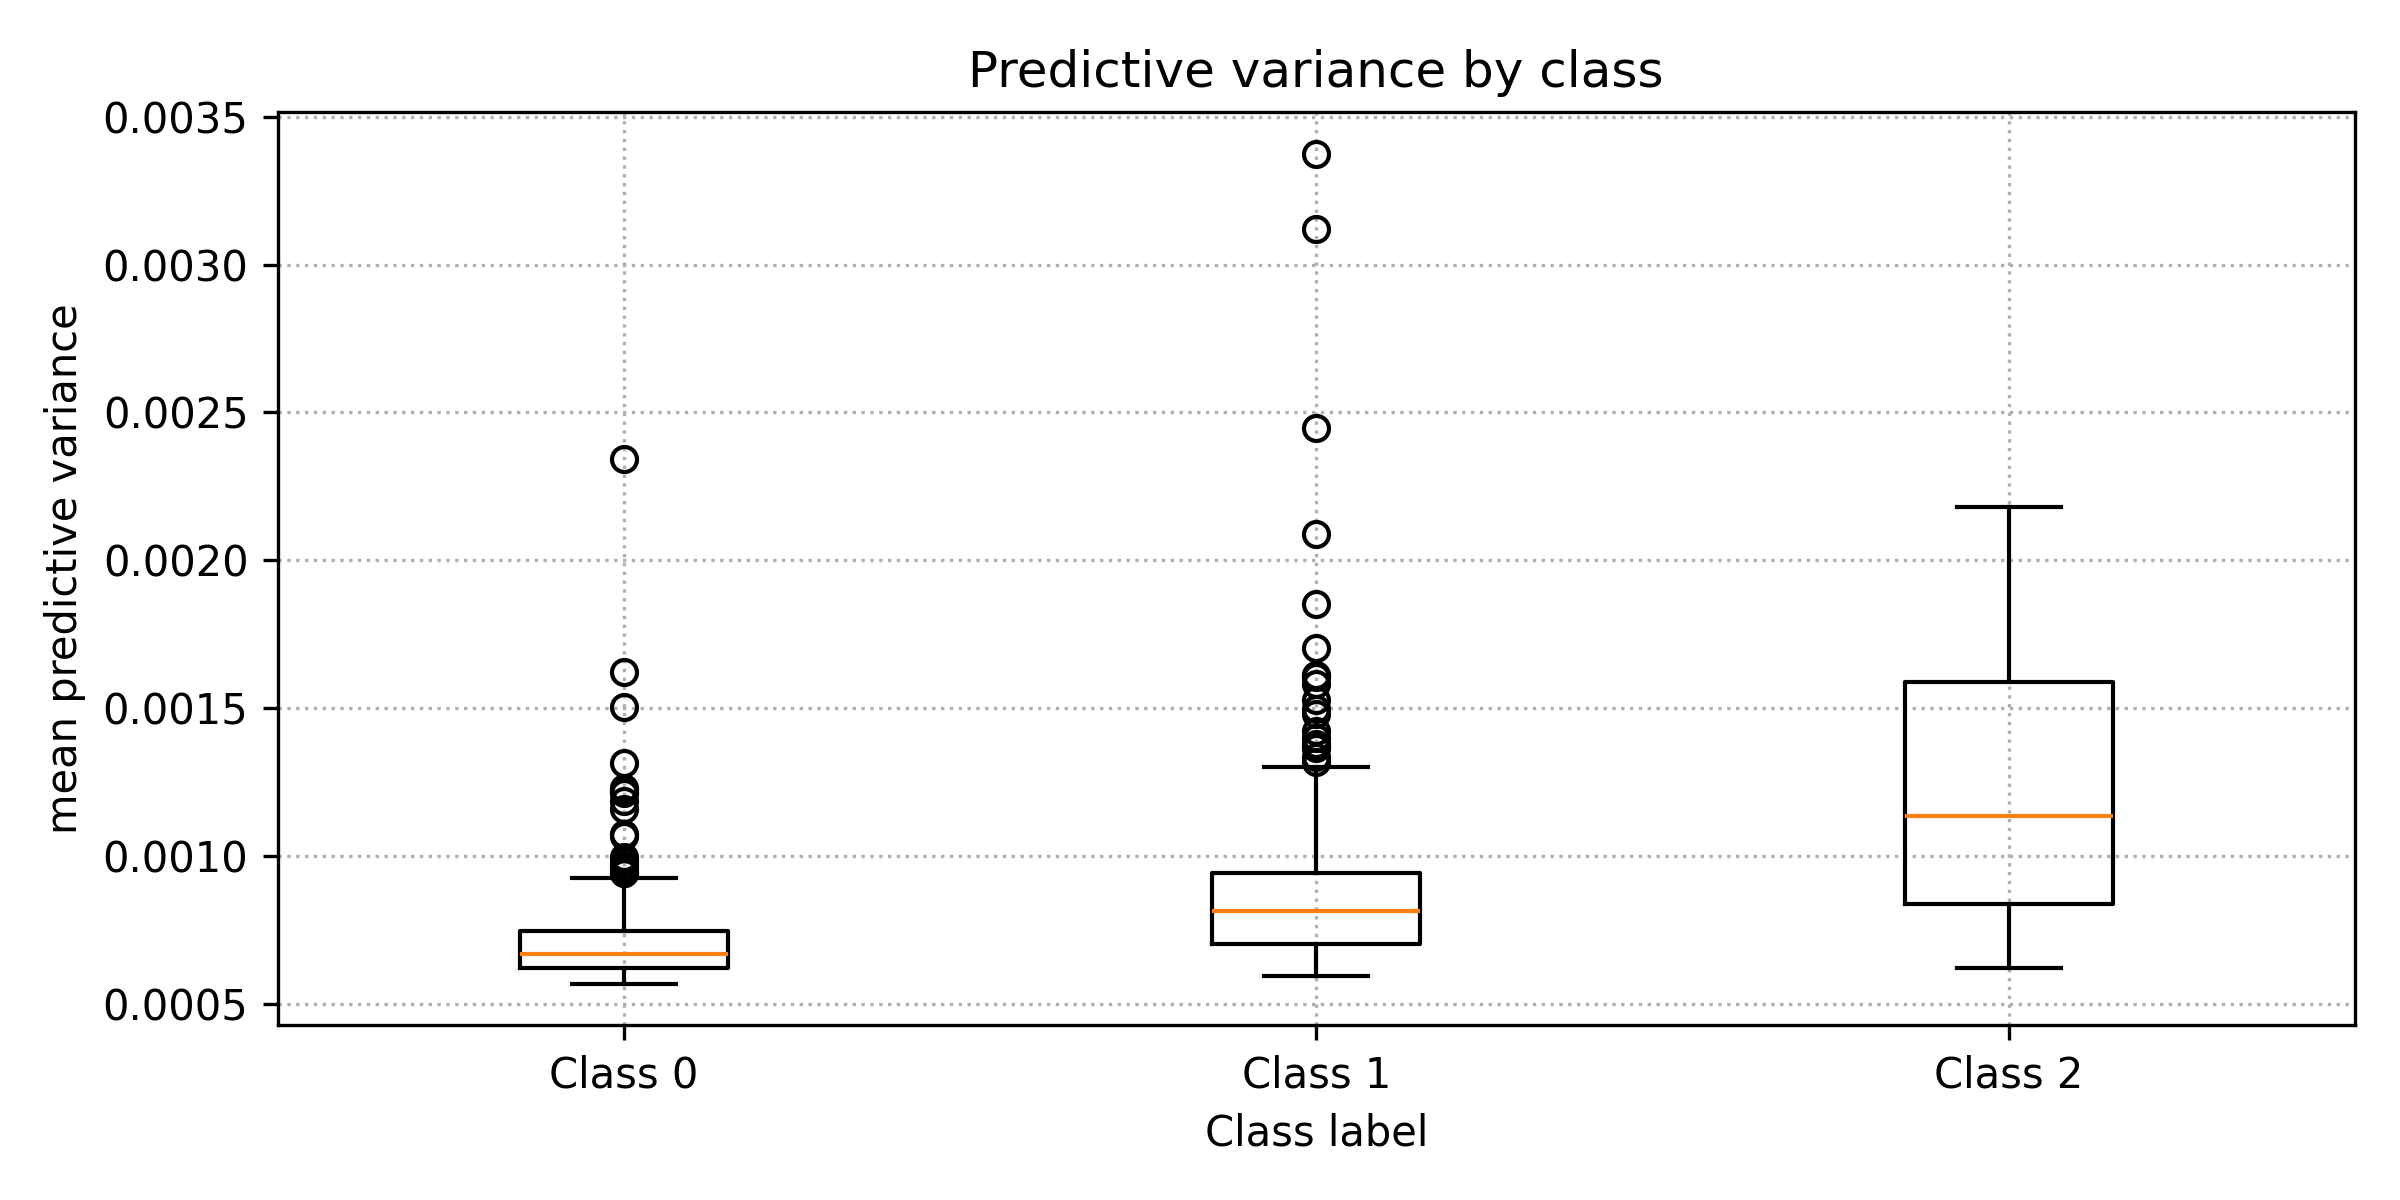 Predictive variance by class
mean predictive variance
0.0035
0.0030
0.0025
0.0020
0.0015
0.0010
0.0005
Class 0
Class 1
Class 2
Class label